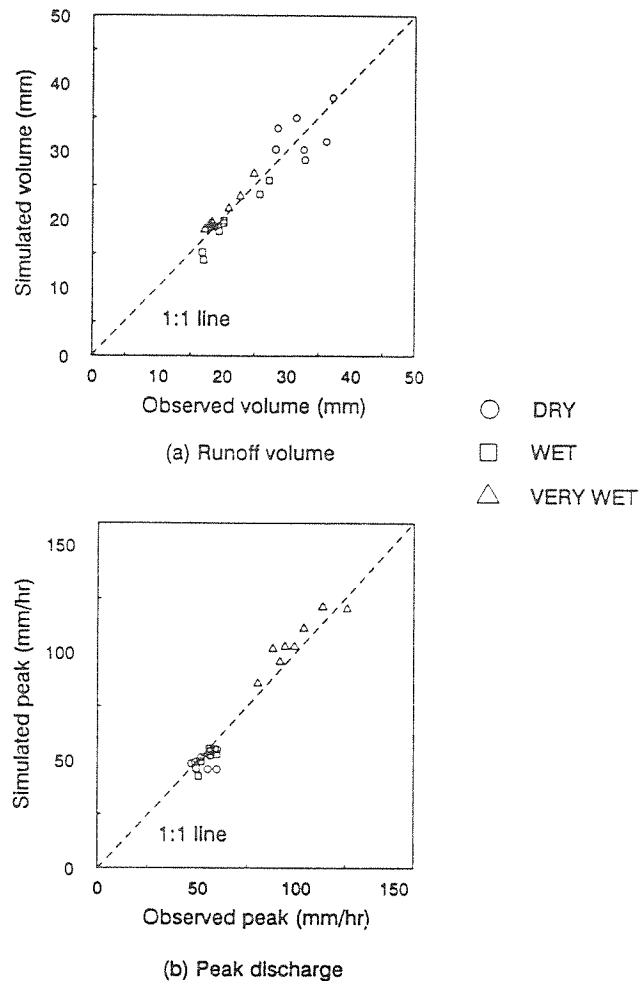 50
40
30
20
10
0
Simulated volume (mm)
1:1 line
0 10 20 30 40 50
Observed volume (mm)
(a) Runoff volume
DRY
WET
VERY WET
150
100
50
0
Simulated peak (mm/hr)
1:1 line
0 50 100 150
Observed peak (mm/hr)
(b) Peak discharge